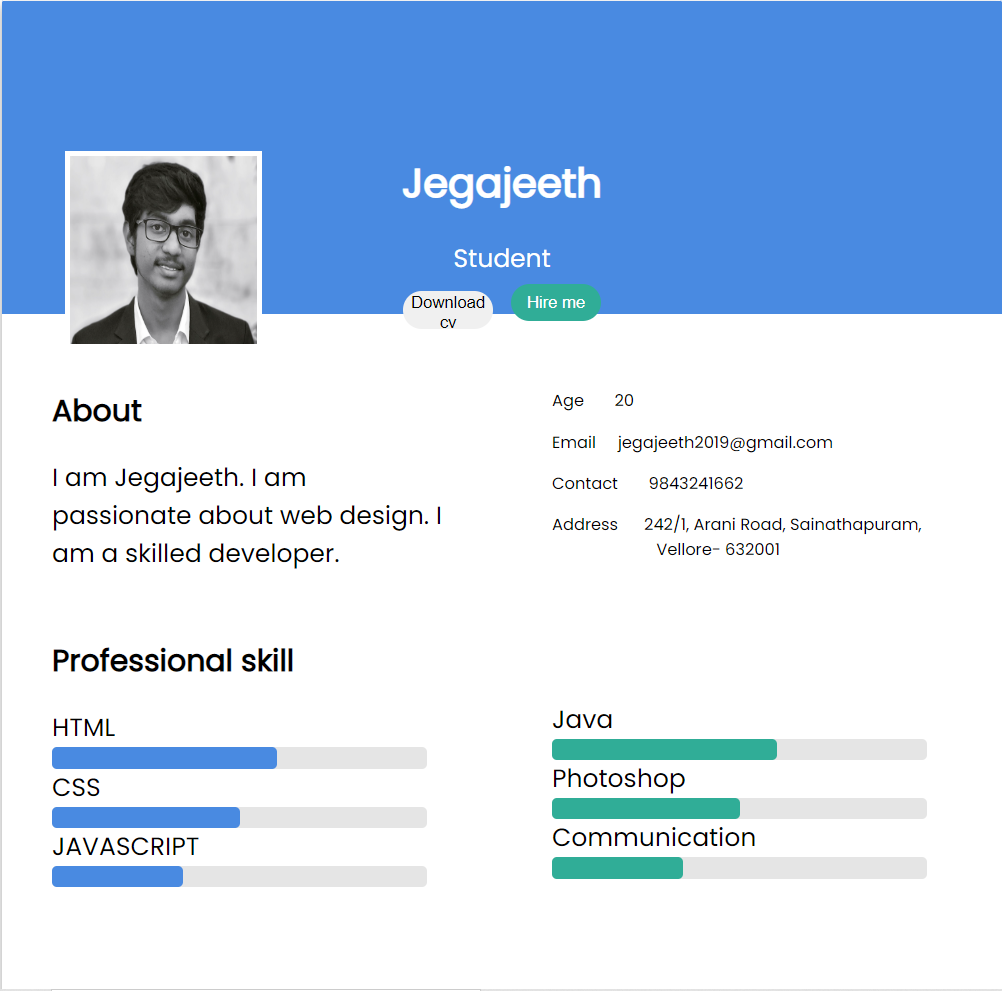 Jegajeeth
Student
Download
cv
Hire me
About
I am Jegajeeth. I am
passionate about web design. I
am a skilled developer.
Age 20
Email jegajeeth2019@gmail.com
Contact 9843241662
Address 242/1, Arani Road, Sainathapuram,
Vellore- 632001
Professional skill
HTML
CSS
JAVASCRIPT
Java
Photoshop
Communication